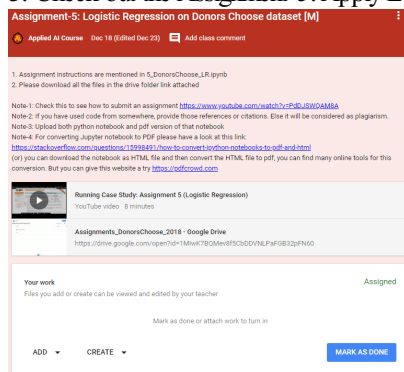 Assignment-5: Logistic Regression on Donors Choose dataset [M]
Applied AI Course Dec 18 (Edited Dec 23) Add class comment
1. Assignment instructions are mentioned in 5_DonorsChoose_LR.ipynb
2. Please download all the files in the drive folder link attached
Note-1: Check this to see how to submit an assignment https://www.youtube.com/watch?v=PdDJSWQAM8A
Note-2: If you have used code from somewhere, provide those references or citations. Else it will be considered as plagiarism.
Note-3: Upload both python notebook and pdf version of that notebook
Note-4: For converting Jupyter notebook to PDF please have a look at this link:
https://stackoverflow.com/questions/15998491/how-to-convert-ipython-notebooks-to-pdf-and-html
(or) you can download the notebook as HTML file and then convert the HTML file to pdf, you can find many online tools for this
conversion. But you can give this website a try https://pdfcrowd.com
Running Case Study: Assignment 5 (Logistic Regression)
YouTube video 8 minutes
Assignments_DonorsChoose_2018 - Google Drive
https://drive.google.com/open?id=1MiwK7BQMev8f5CbDDVNLPaFGB32pFN60
Your work Assigned
Files you add or create can be viewed and edited by your teacher
Mark as done or attach work to turn in
ADD CREATE MARK AS DONE